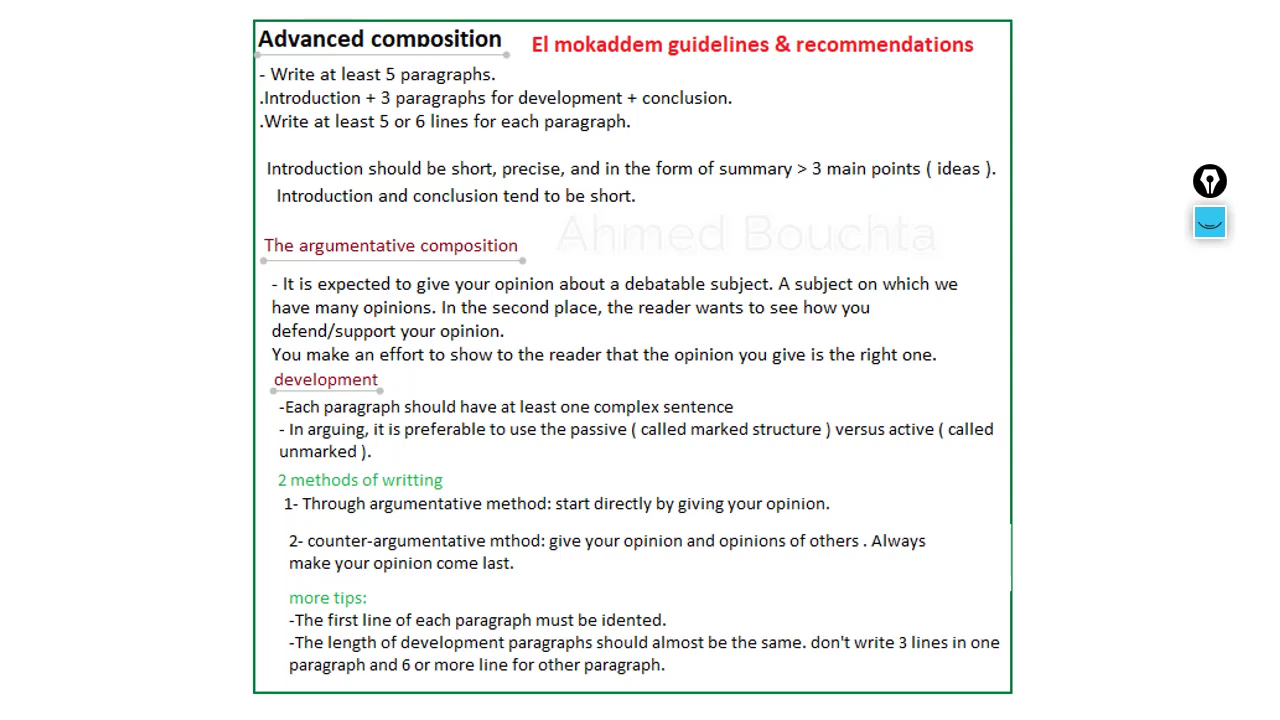 Advanced composition
El mokaddem guidelines & recommendations
- Write at least 5 paragraphs.
.Introduction + 3 paragraphs for development + conclusion.
.Write at least 5 or 6 lines for each paragraph.
Introduction should be short, precise, and in the form of summary > 3 main points ( ideas ).
Introduction and conclusion tend to be short.
Ahmed Bouchta
The argumentative composition
- It is expected to give your opinion about a debatable subject. A subject on which we
have many opinions. In the second place, the reader wants to see how you
defend/support your opinion.
You make an effort to show to the reader that the opinion you give is the right one.
development
-Each paragraph should have at least one complex sentence
- In arguing, it is preferable to use the passive ( called marked structure ) versus active ( called
unmarked ).
2 methods of writting
1- Through argumentative method: start directly by giving your opinion.
2- counter-argumentative mthod: give your opinion and opinions of others . Always
make your opinion come last.
more tips:
-The first line of each paragraph must be idented.
-The length of development paragraphs should almost be the same. don't write 3 lines in one
paragraph and 6 or more line for other paragraph.